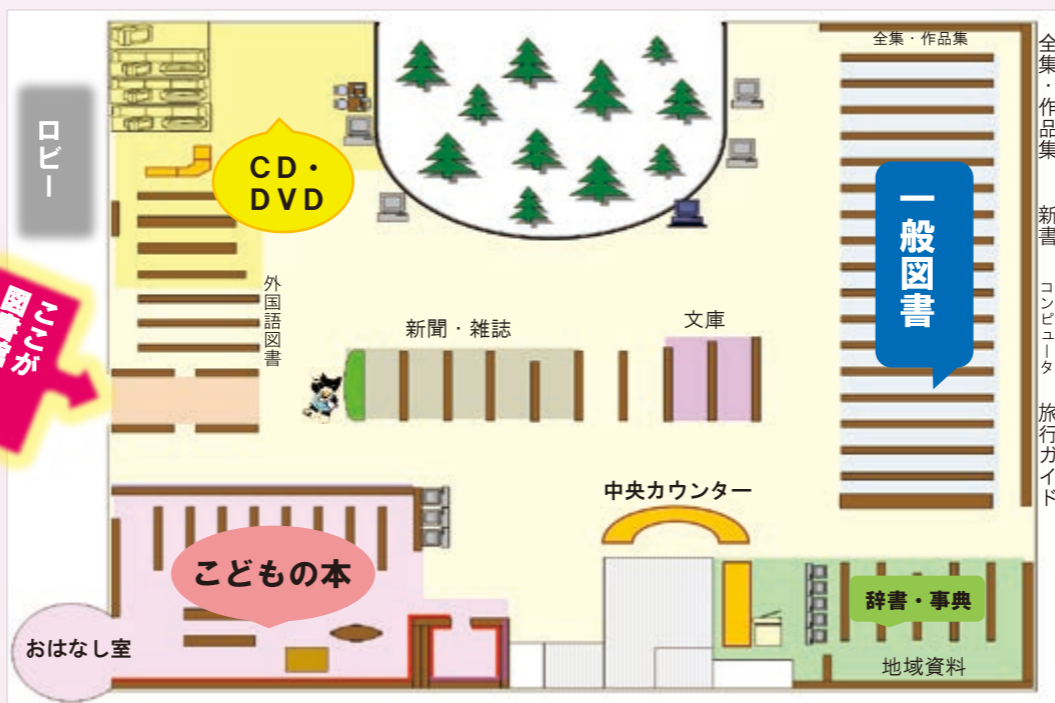 全集・作品集
全集・作品集
新書
コンピュータ
旅行ガイド
ロビー
CD・
DVD
一般図書
外国語図書
新聞・雑誌
文庫
ここが
図書館
中央カウンター
こどもの本
辞書・事典
おはなし室
地域資料